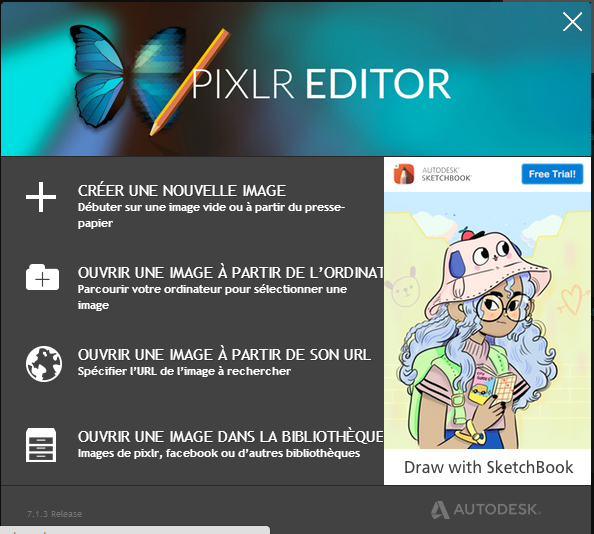 PIXLR EDITOR
CRÉER UNE NOUVELLE IMAGE
Débuter sur une image vide ou à partir du presse-
papier
OUVRIR UNE IMAGE À PARTIR DE L'ORDINAT
Parcourir votre ordinateur pour sélectionner une
image
OUVRIR UNE IMAGE À PARTIR DE SON URL
Spécifier l'URL de l'image à rechercher
OUVRIR UNE IMAGE DANS LA BIBLIOTHÈQUE
Images de pixlr, facebook ou d'autres bibliothèques
AUTODESK
SKETCHBOOK
Free Trial!
Draw with SketchBook
7.1.3 Release
AUTODESK